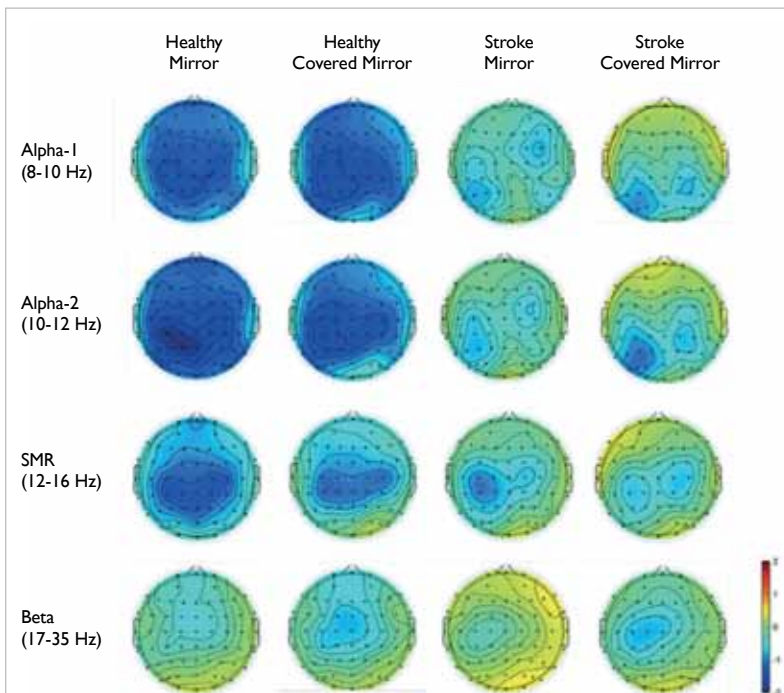 Healthy
Mirror
Healthy
Covered Mirror
Stroke
Mirror
Stroke
Covered Mirror
Alpha-1
(8-10 Hz)
Alpha-2
(10-12 Hz)
SMR
(12-16 Hz)
Beta
(17-35 Hz)